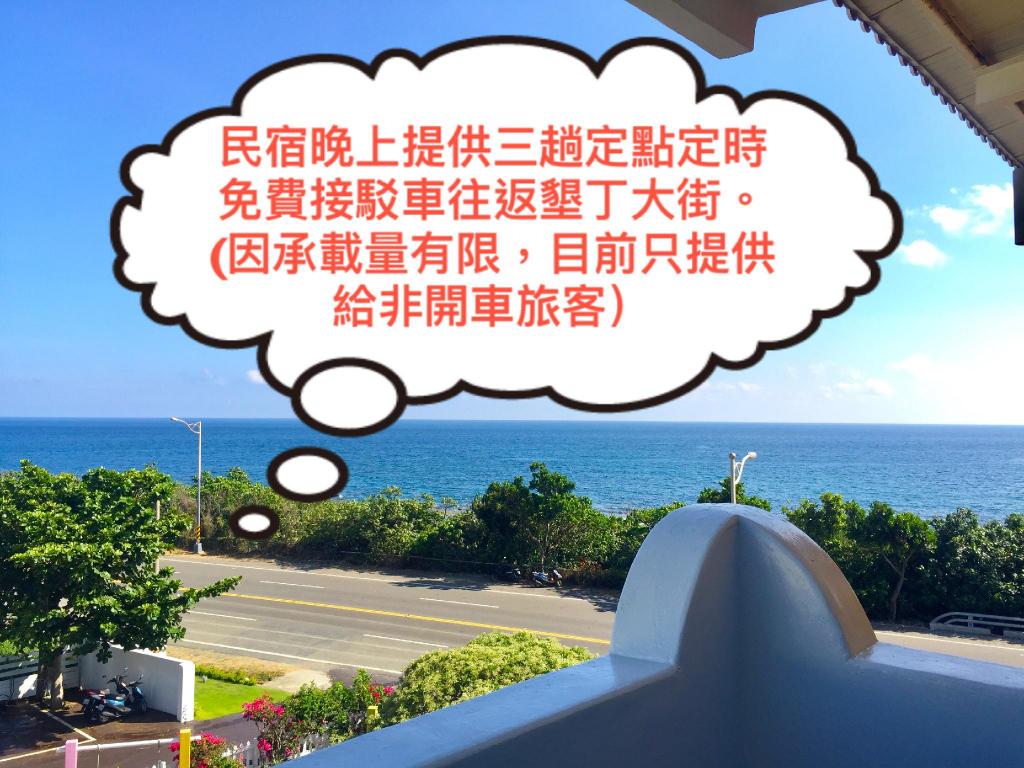 民宿晚上提供三趟定點定時
免費接駁車往返墾丁大街。
(因承載量有限，目前只提供
給非開車旅客）